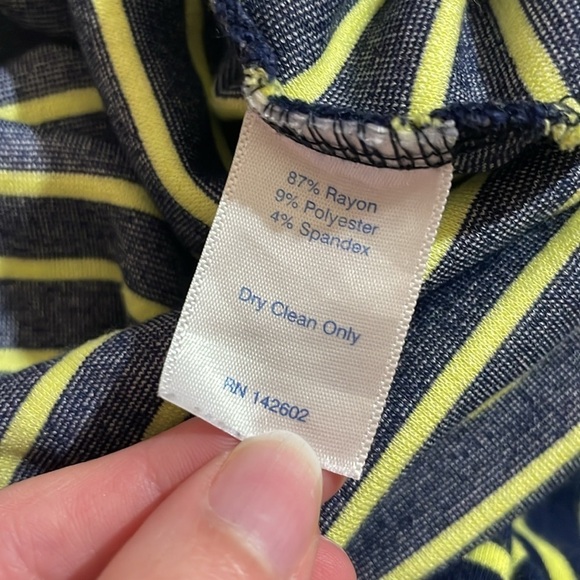 87% Rayon
9% Polyester
4% Spandex
Dry Clean Only
RN 142602